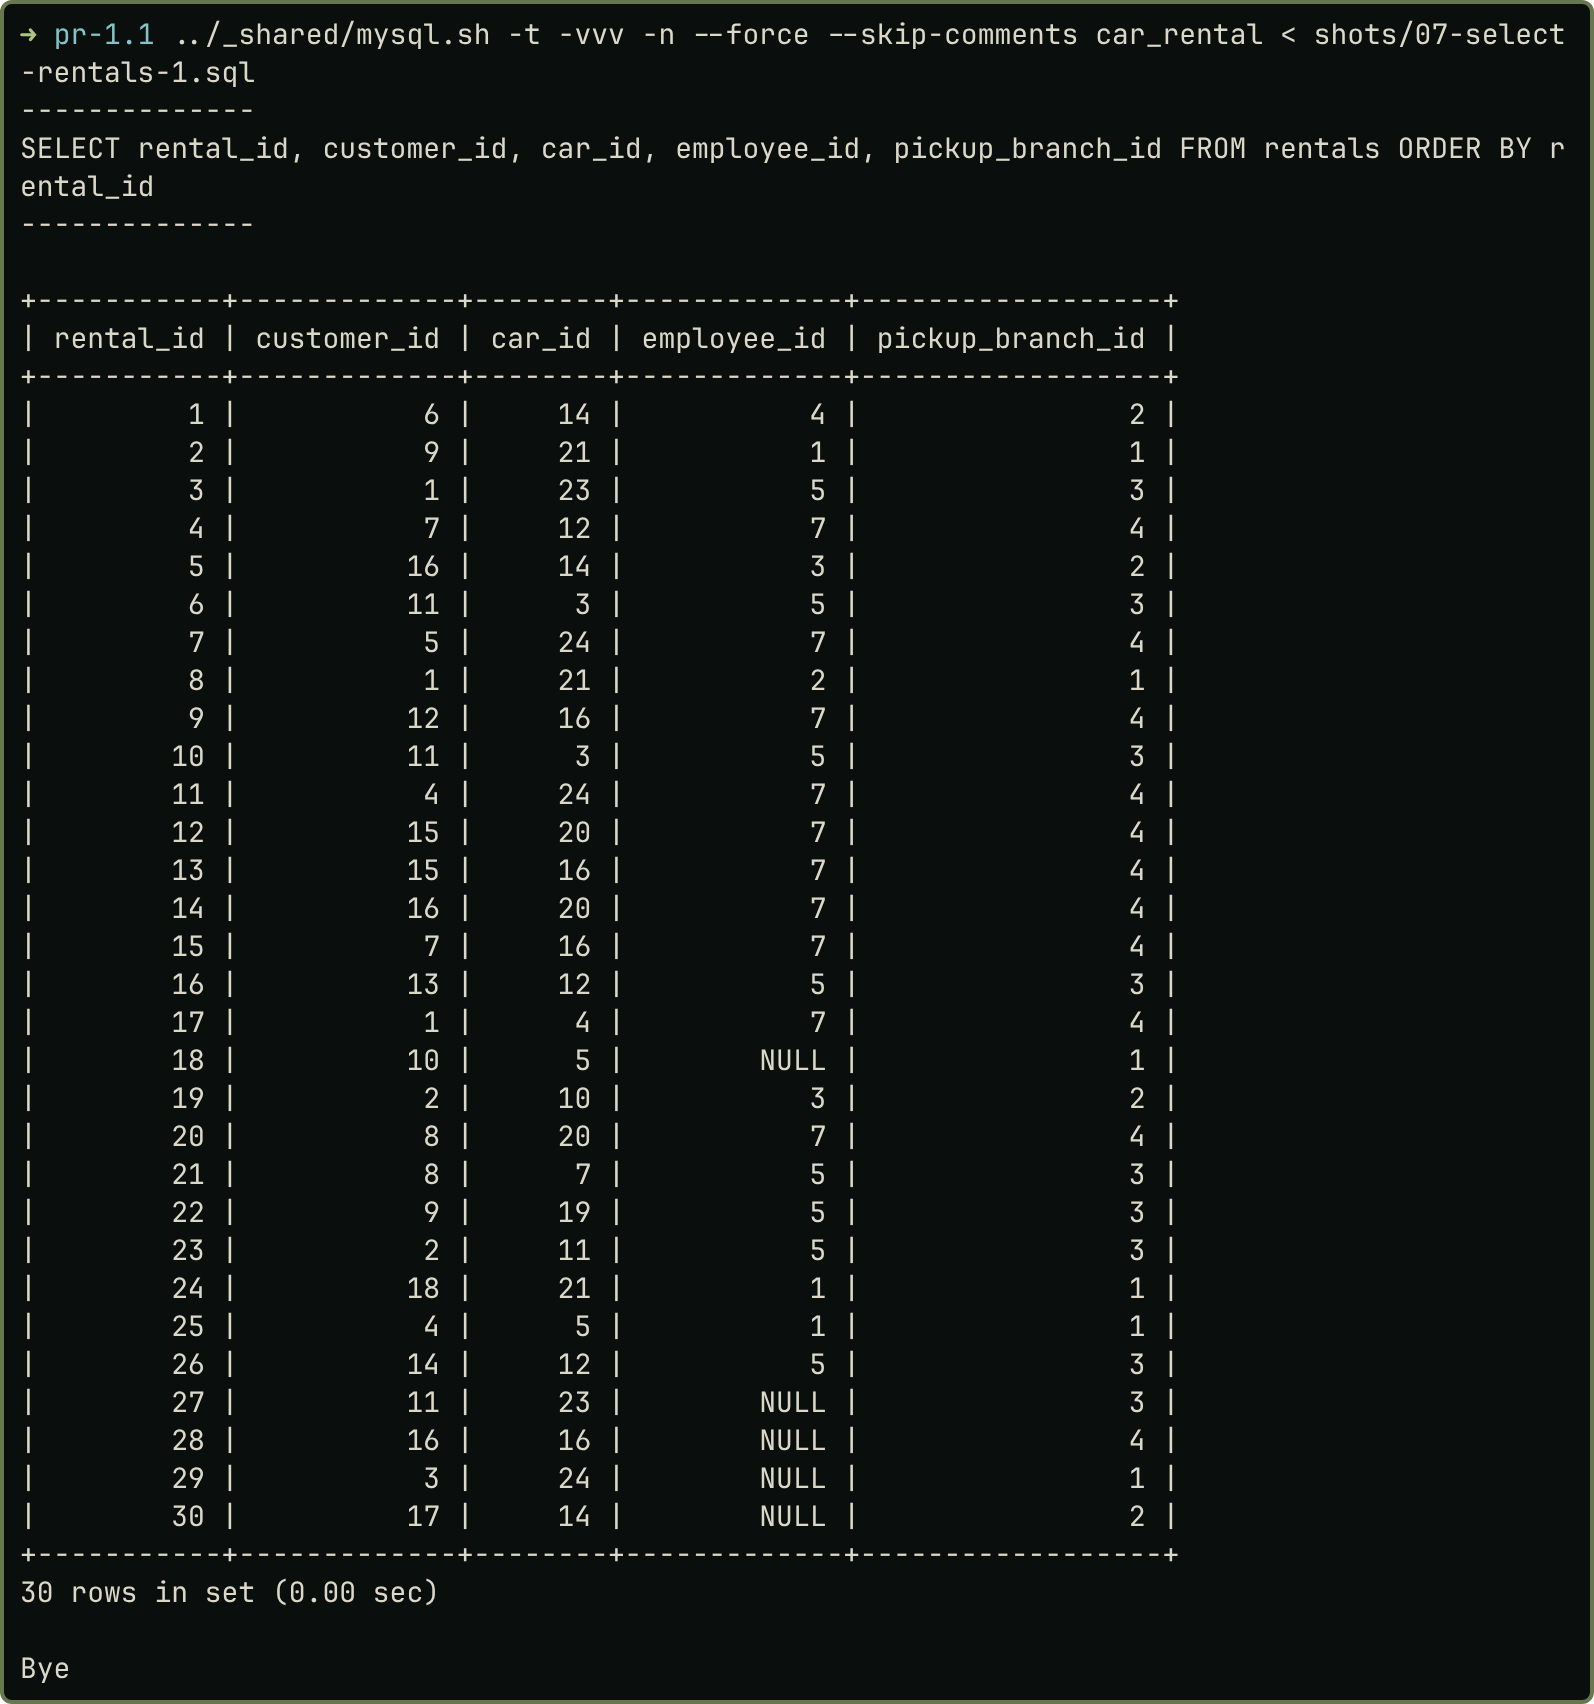 ➜ pr-1.1 ../_shared/mysql.sh -t -vvv -n --force --skip-comments car_rental < shots/07-select
-rentals-1.sql
--------------
SELECT rental_id, customer_id, car_id, employee_id, pickup_branch_id FROM rentals ORDER BY r
ental_id
--------------

+-----------+-------------+--------+-------------+------------------+
| rental_id | customer_id | car_id | employee_id | pickup_branch_id |
+-----------+-------------+--------+-------------+------------------+
|         1 |           6 |     14 |           4 |                2 |
|         2 |           9 |     21 |           1 |                1 |
|         3 |           1 |     23 |           5 |                3 |
|         4 |           7 |     12 |           7 |                4 |
|         5 |          16 |     14 |           3 |                2 |
|         6 |          11 |      3 |           5 |                3 |
|         7 |           5 |     24 |           7 |                4 |
|         8 |           1 |     21 |           2 |                1 |
|         9 |          12 |     16 |           7 |                4 |
|        10 |          11 |      3 |           5 |                3 |
|        11 |           4 |     24 |           7 |                4 |
|        12 |          15 |     20 |           7 |                4 |
|        13 |          15 |     16 |           7 |                4 |
|        14 |          16 |     20 |           7 |                4 |
|        15 |           7 |     16 |           7 |                4 |
|        16 |          13 |     12 |           5 |                3 |
|        17 |           1 |      4 |           7 |                4 |
|        18 |          10 |      5 |        NULL |                1 |
|        19 |           2 |     10 |           3 |                2 |
|        20 |           8 |     20 |           7 |                4 |
|        21 |           8 |      7 |           5 |                3 |
|        22 |           9 |     19 |           5 |                3 |
|        23 |           2 |     11 |           5 |                3 |
|        24 |          18 |     21 |           1 |                1 |
|        25 |           4 |      5 |           1 |                1 |
|        26 |          14 |     12 |           5 |                3 |
|        27 |          11 |     23 |        NULL |                3 |
|        28 |          16 |     16 |        NULL |                4 |
|        29 |           3 |     24 |        NULL |                1 |
|        30 |          17 |     14 |        NULL |                2 |
+-----------+-------------+--------+-------------+------------------+
30 rows in set (0.00 sec)

Bye